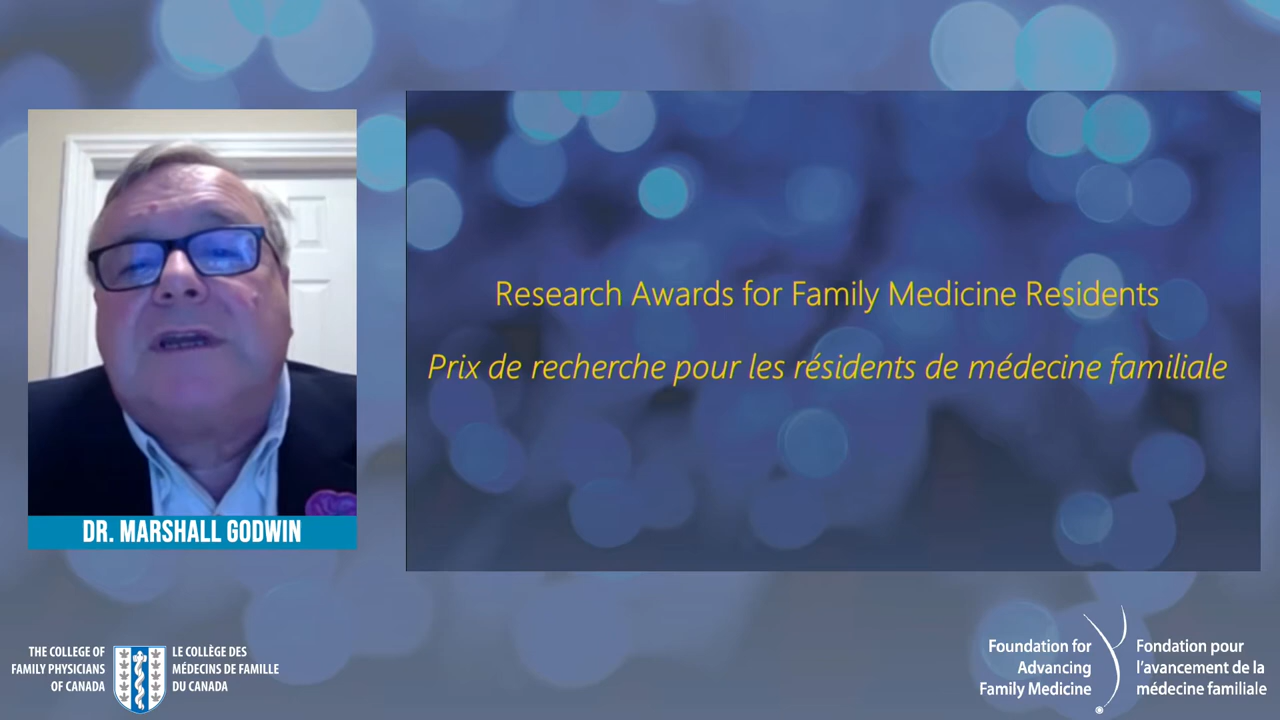 Research Awards for Family Medicine Residents
Prix de recherche pour les résidents de médecine familiale
DR. MARSHALL GODWIN
THE COLLEGE OF
FAMILY PHYSICIANS
OF CANADA
LE COLLÈGE DES
MÉDECINS DE FAMILLE
DU CANADA
Foundation for
Advancing
Family Medicine
Fondation pour
l'avancement de la
médecine familiale